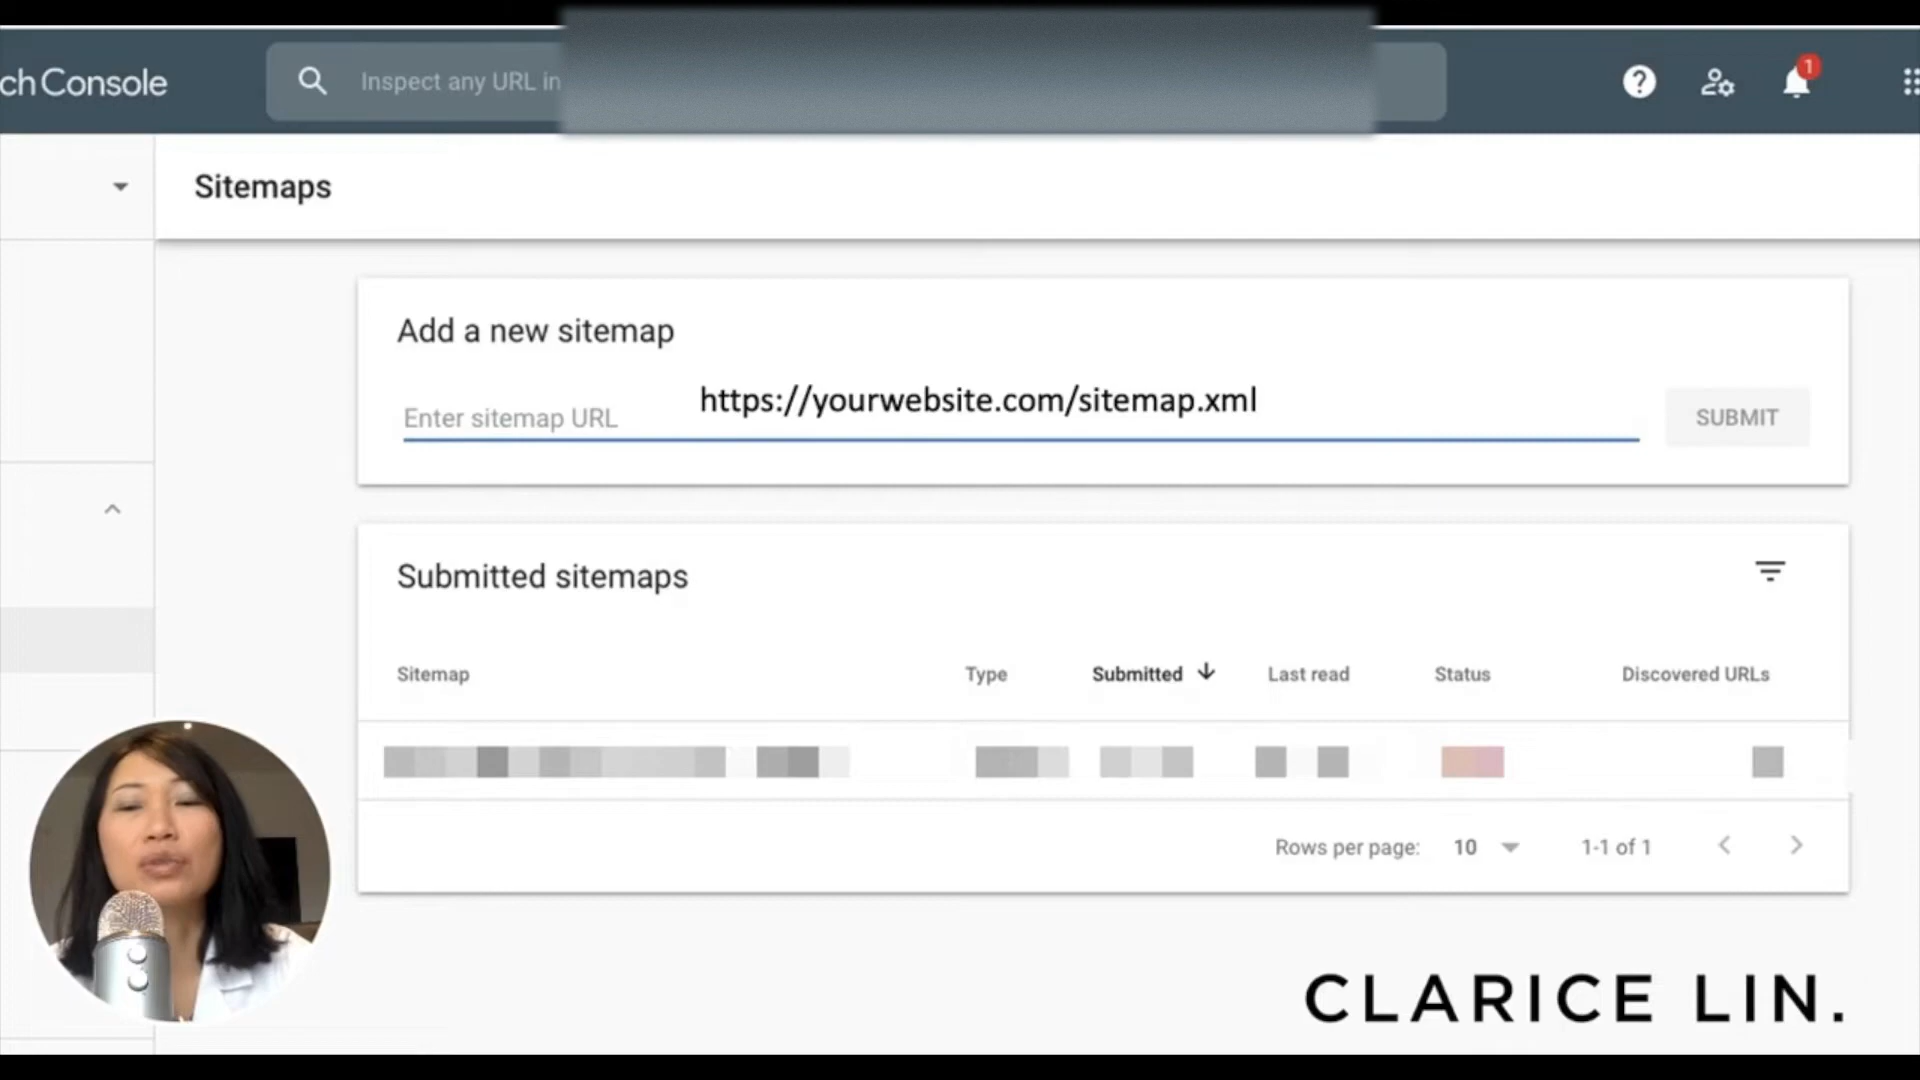 ch Console
Inspect any URL in
1
Sitemaps
Add a new sitemap
Enter sitemap URL
https://yourwebsite.com/sitemap.xml
SUBMIT
Submitted sitemaps
Sitemap Type Submitted Last read Status Discovered URLs
Rows per page: 10 1-1 of 1
CLARICE LIN.